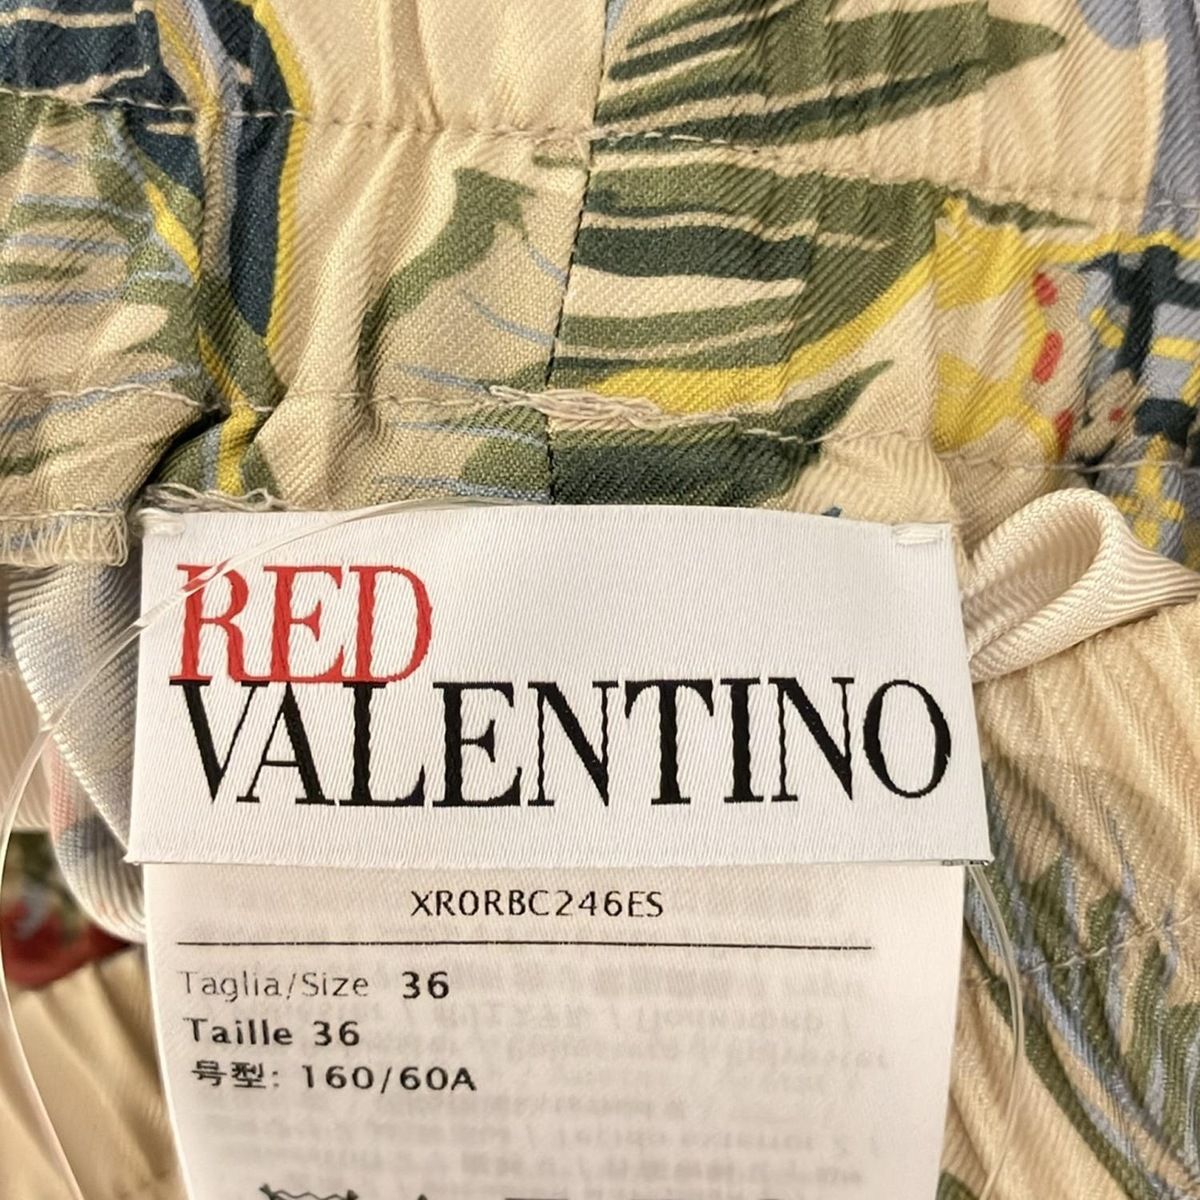 RED
VALENTINO
XR0RBC246ES
Taglia/Size 36
Taille 36
号型: 160/60A